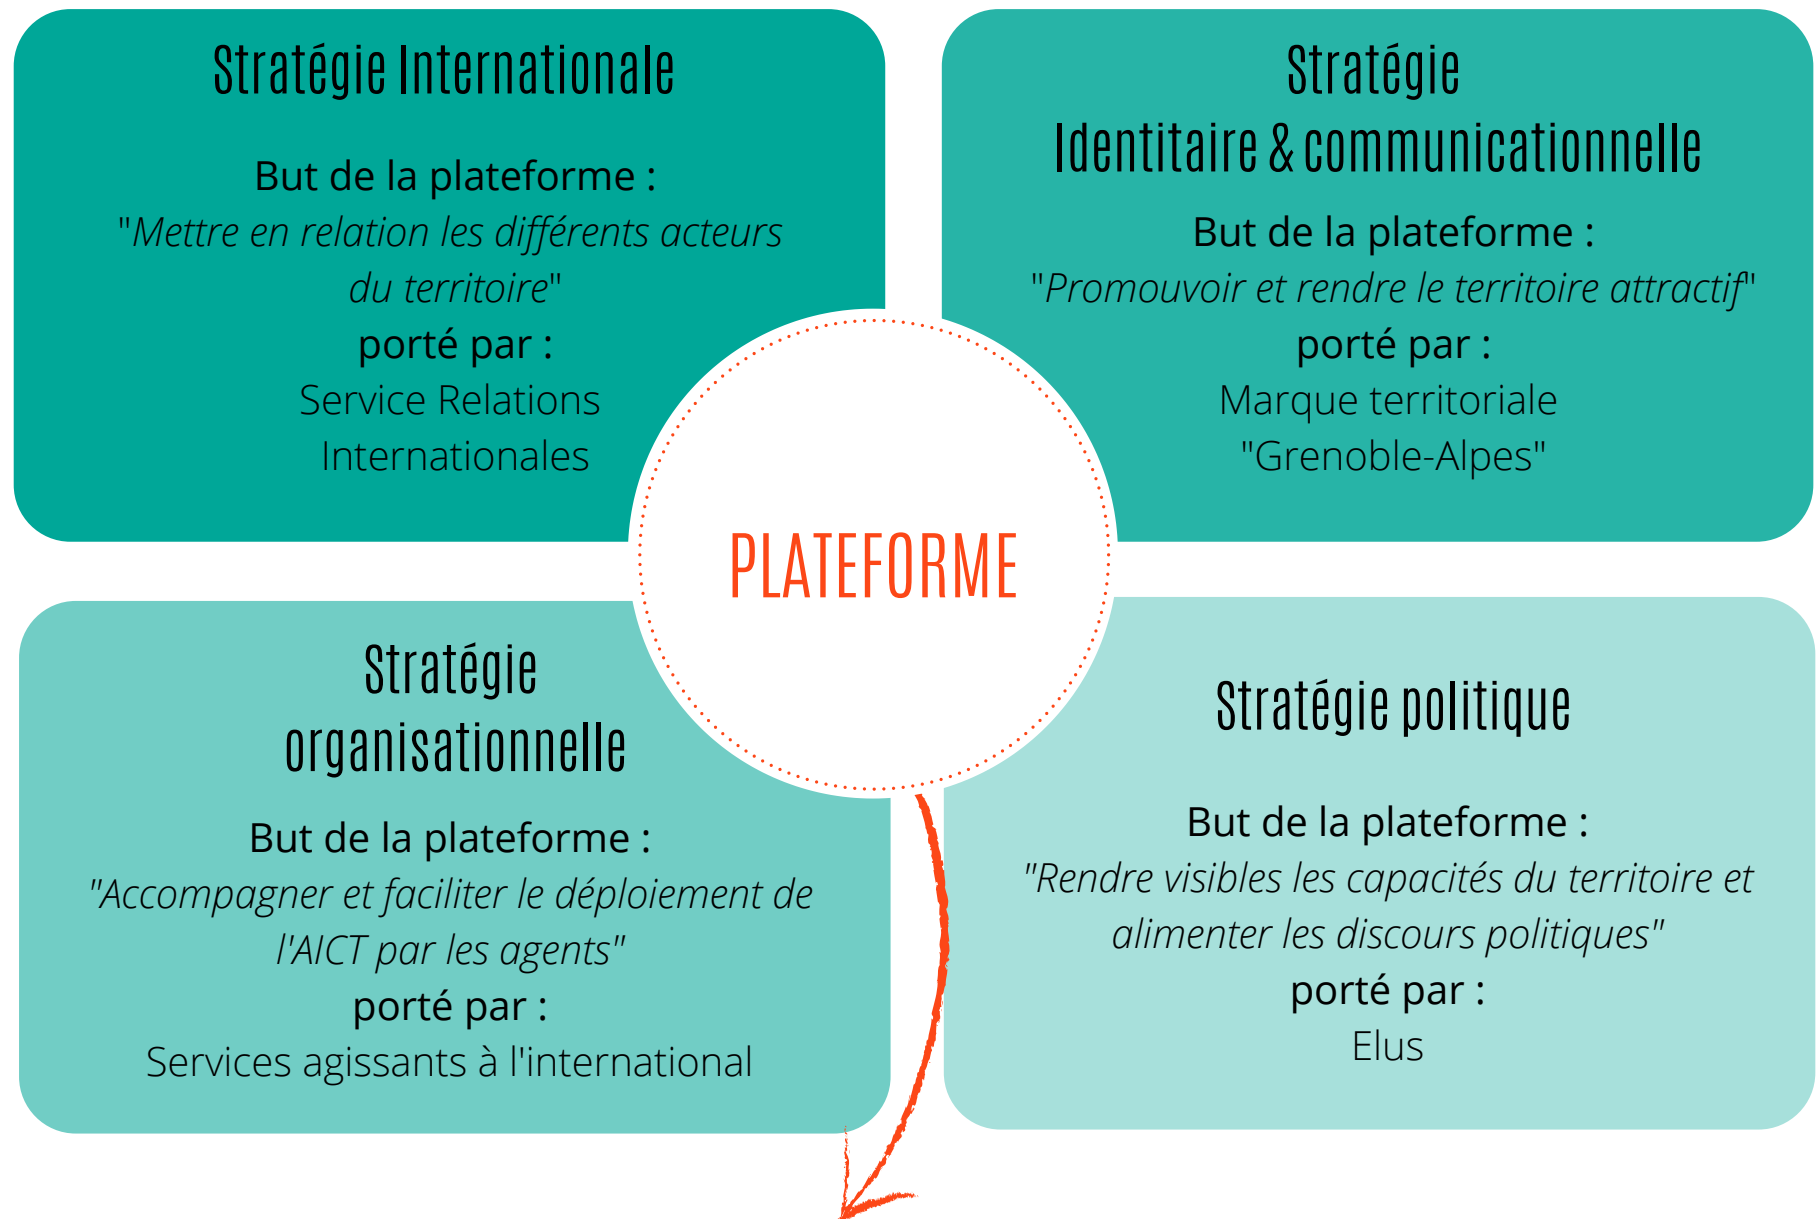 Stratégie Internationale
But de la plateforme :
"Mettre en relation les différents acteurs
du territoire"
porté par :
Service Relations
Internationales
Stratégie
Identitaire & communicationnelle
But de la plateforme :
"Promouvoir et rendre le territoire attractif"
porté par :
Marque territoriale
"Grenoble-Alpes"
PLATEFORME
Stratégie
organisationnelle
But de la plateforme :
"Accompagner et faciliter le déploiement de
l'AICT par les agents"
porté par :
Services agissants à l'international
Stratégie politique
But de la plateforme :
"Rendre visibles les capacités du territoire et
alimenter les discours politiques"
porté par :
Elus